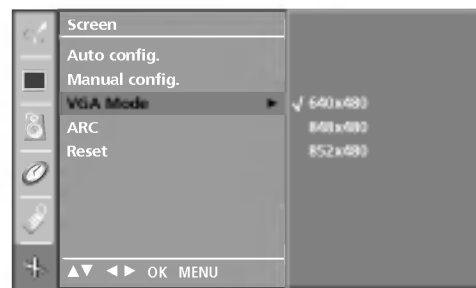 Screen
Auto config.
Manual config.
VGA Mode ►
√ 640x480
848x480
852x480
ARC
Reset
▲▼ ◄► OK MENU